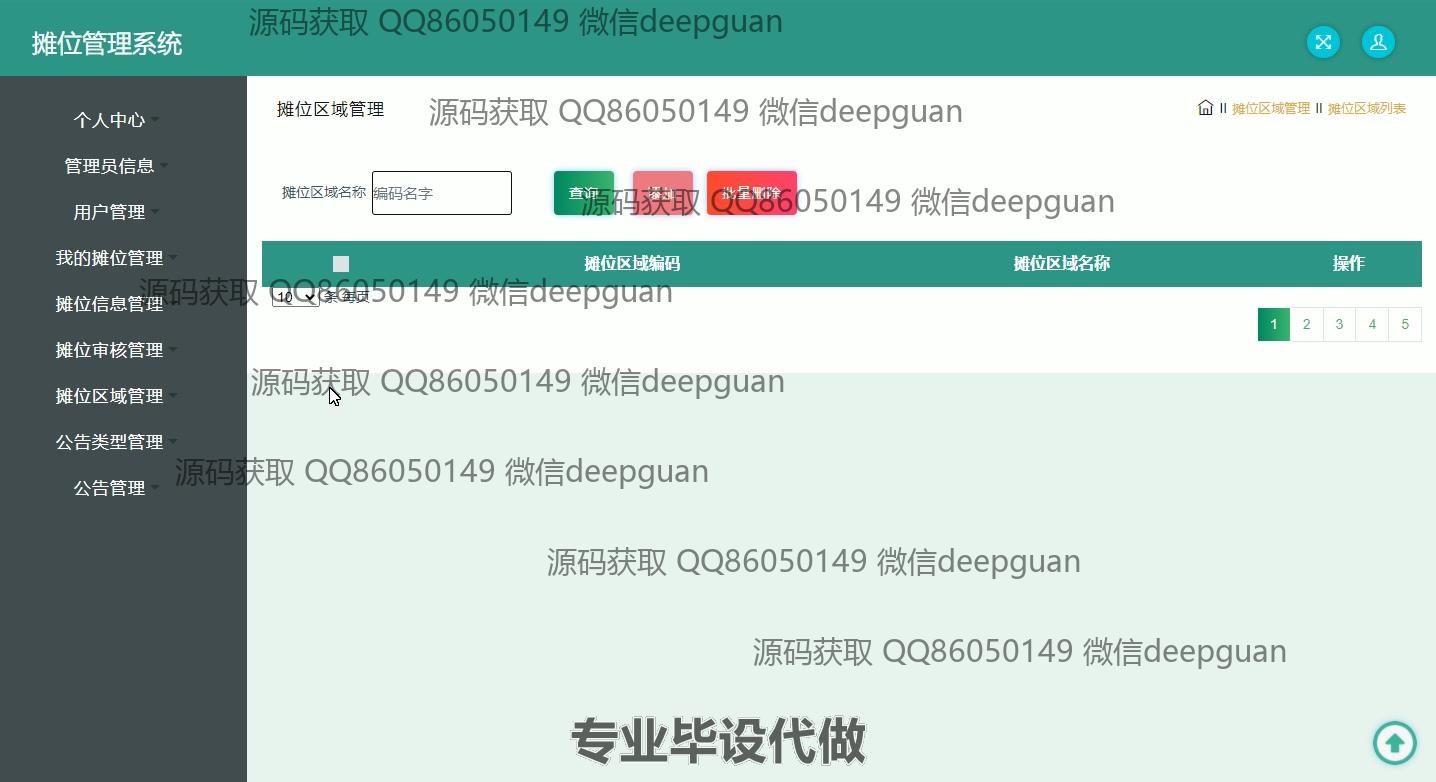 源码获取 QQ86050149 微信deepguan
摊位管理系统
个人中心
管理员信息
用户管理
我的摊位管理
摊位信息管理
摊位审核管理
摊位区域管理
公告类型管理
公告管理
摊位区域管理
源码获取 QQ86050149 微信deepguan
II 摊位区域管理 II 摊位区域列表
摊位区域名称 编码名字 查询 添加 批量删除
源码获取 QQ86050149 微信deepguan
摊位区域编码 摊位区域名称 操作
源码获取 QQ86050149 微信deepguan
10 条 每页
1 2 3 4 5
源码获取 QQ86050149 微信deepguan
源码获取 QQ86050149 微信deepguan
源码获取 QQ86050149 微信deepguan
源码获取 QQ86050149 微信deepguan
专业毕设代做